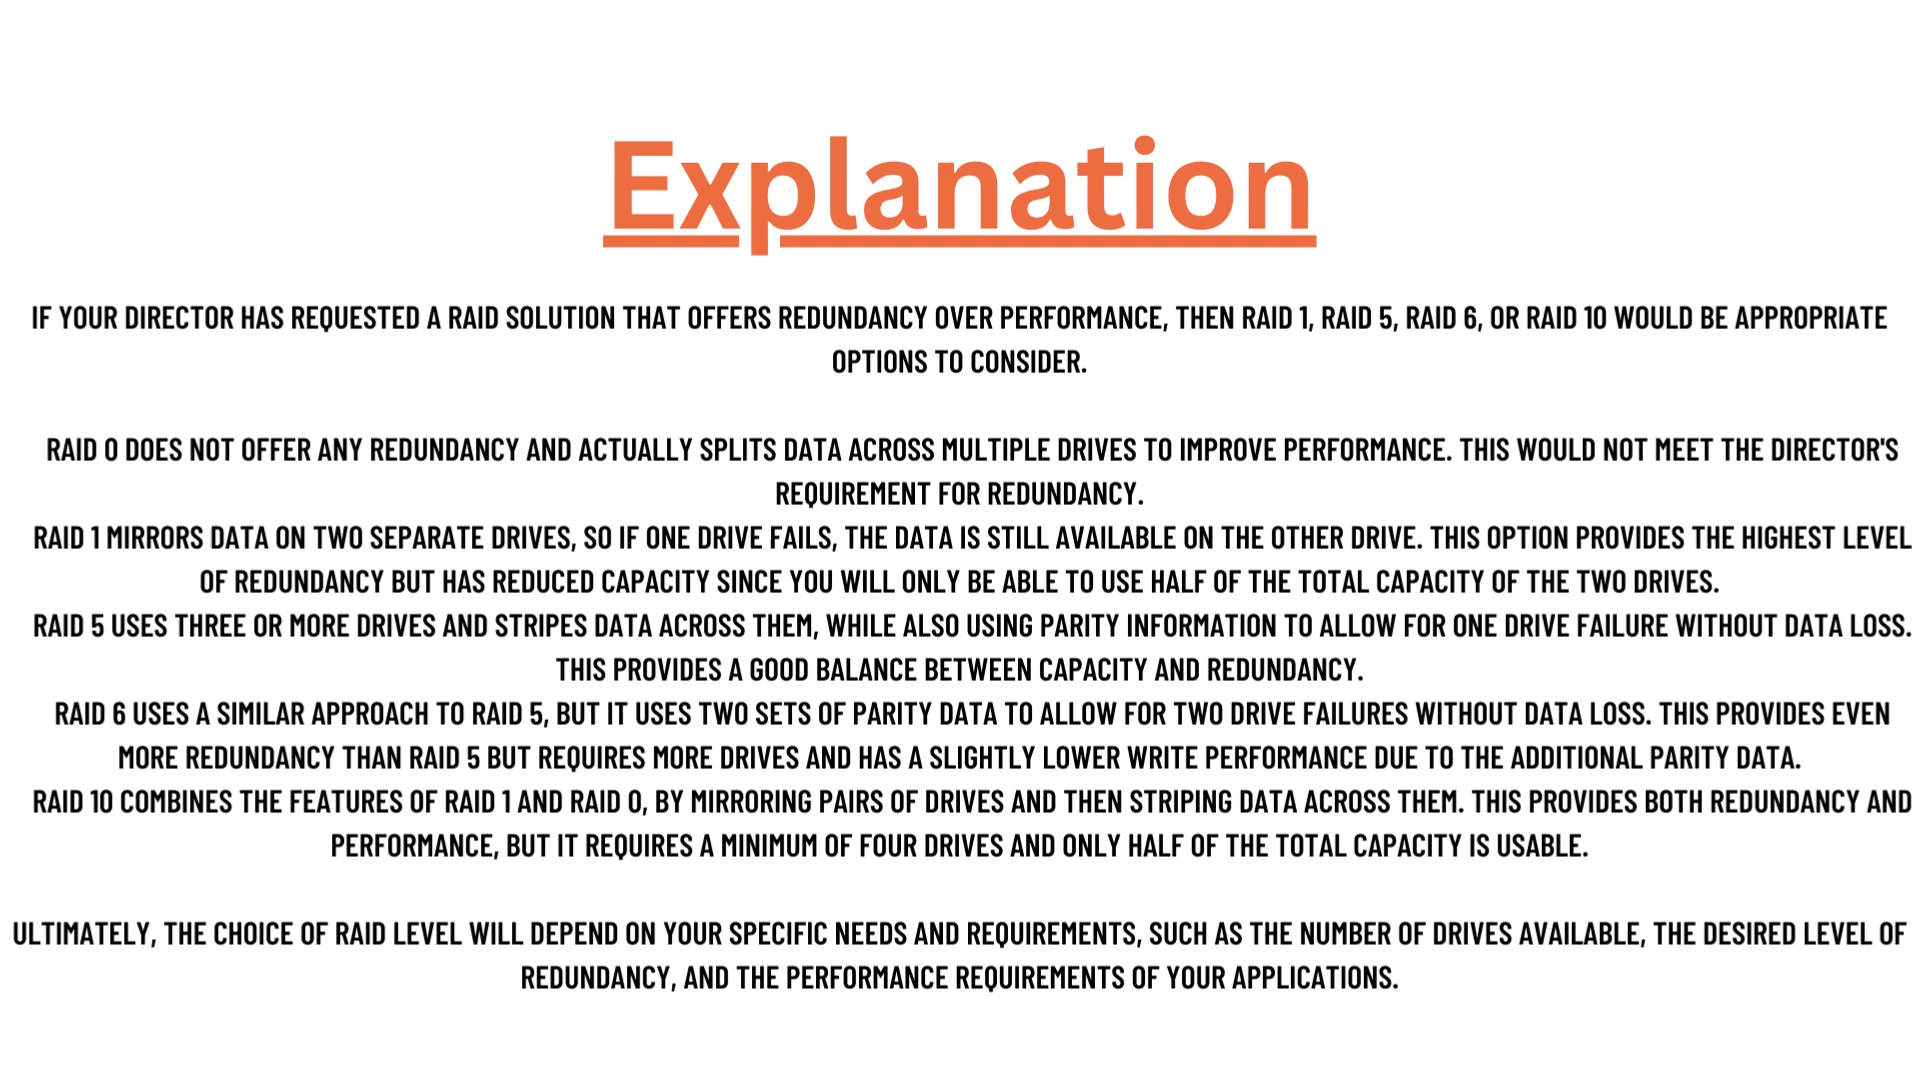 Explanation
IF YOUR DIRECTOR HAS REQUESTED A RAID SOLUTION THAT OFFERS REDUNDANCY OVER PERFORMANCE, THEN RAID 1, RAID 5, RAID 6, OR RAID 10 WOULD BE APPROPRIATE
OPTIONS TO CONSIDER.
RAID 0 DOES NOT OFFER ANY REDUNDANCY AND ACTUALLY SPLITS DATA ACROSS MULTIPLE DRIVES TO IMPROVE PERFORMANCE. THIS WOULD NOT MEET THE DIRECTOR'S
REQUIREMENT FOR REDUNDANCY.
RAID 1 MIRRORS DATA ON TWO SEPARATE DRIVES, SO IF ONE DRIVE FAILS, THE DATA IS STILL AVAILABLE ON THE OTHER DRIVE. THIS OPTION PROVIDES THE HIGHEST LEVEL
OF REDUNDANCY BUT HAS REDUCED CAPACITY SINCE YOU WILL ONLY BE ABLE TO USE HALF OF THE TOTAL CAPACITY OF THE TWO DRIVES.
RAID 5 USES THREE OR MORE DRIVES AND STRIPES DATA ACROSS THEM, WHILE ALSO USING PARITY INFORMATION TO ALLOW FOR ONE DRIVE FAILURE WITHOUT DATA LOSS.
THIS PROVIDES A GOOD BALANCE BETWEEN CAPACITY AND REDUNDANCY.
RAID 6 USES A SIMILAR APPROACH TO RAID 5, BUT IT USES TWO SETS OF PARITY DATA TO ALLOW FOR TWO DRIVE FAILURES WITHOUT DATA LOSS. THIS PROVIDES EVEN
MORE REDUNDANCY THAN RAID 5 BUT REQUIRES MORE DRIVES AND HAS A SLIGHTLY LOWER WRITE PERFORMANCE DUE TO THE ADDITIONAL PARITY DATA.
RAID 10 COMBINES THE FEATURES OF RAID 1 AND RAID 0, BY MIRRORING PAIRS OF DRIVES AND THEN STRIPING DATA ACROSS THEM. THIS PROVIDES BOTH REDUNDANCY AND
PERFORMANCE, BUT IT REQUIRES A MINIMUM OF FOUR DRIVES AND ONLY HALF OF THE TOTAL CAPACITY IS USABLE.
ULTIMATELY, THE CHOICE OF RAID LEVEL WILL DEPEND ON YOUR SPECIFIC NEEDS AND REQUIREMENTS, SUCH AS THE NUMBER OF DRIVES AVAILABLE, THE DESIRED LEVEL OF
REDUNDANCY, AND THE PERFORMANCE REQUIREMENTS OF YOUR APPLICATIONS.